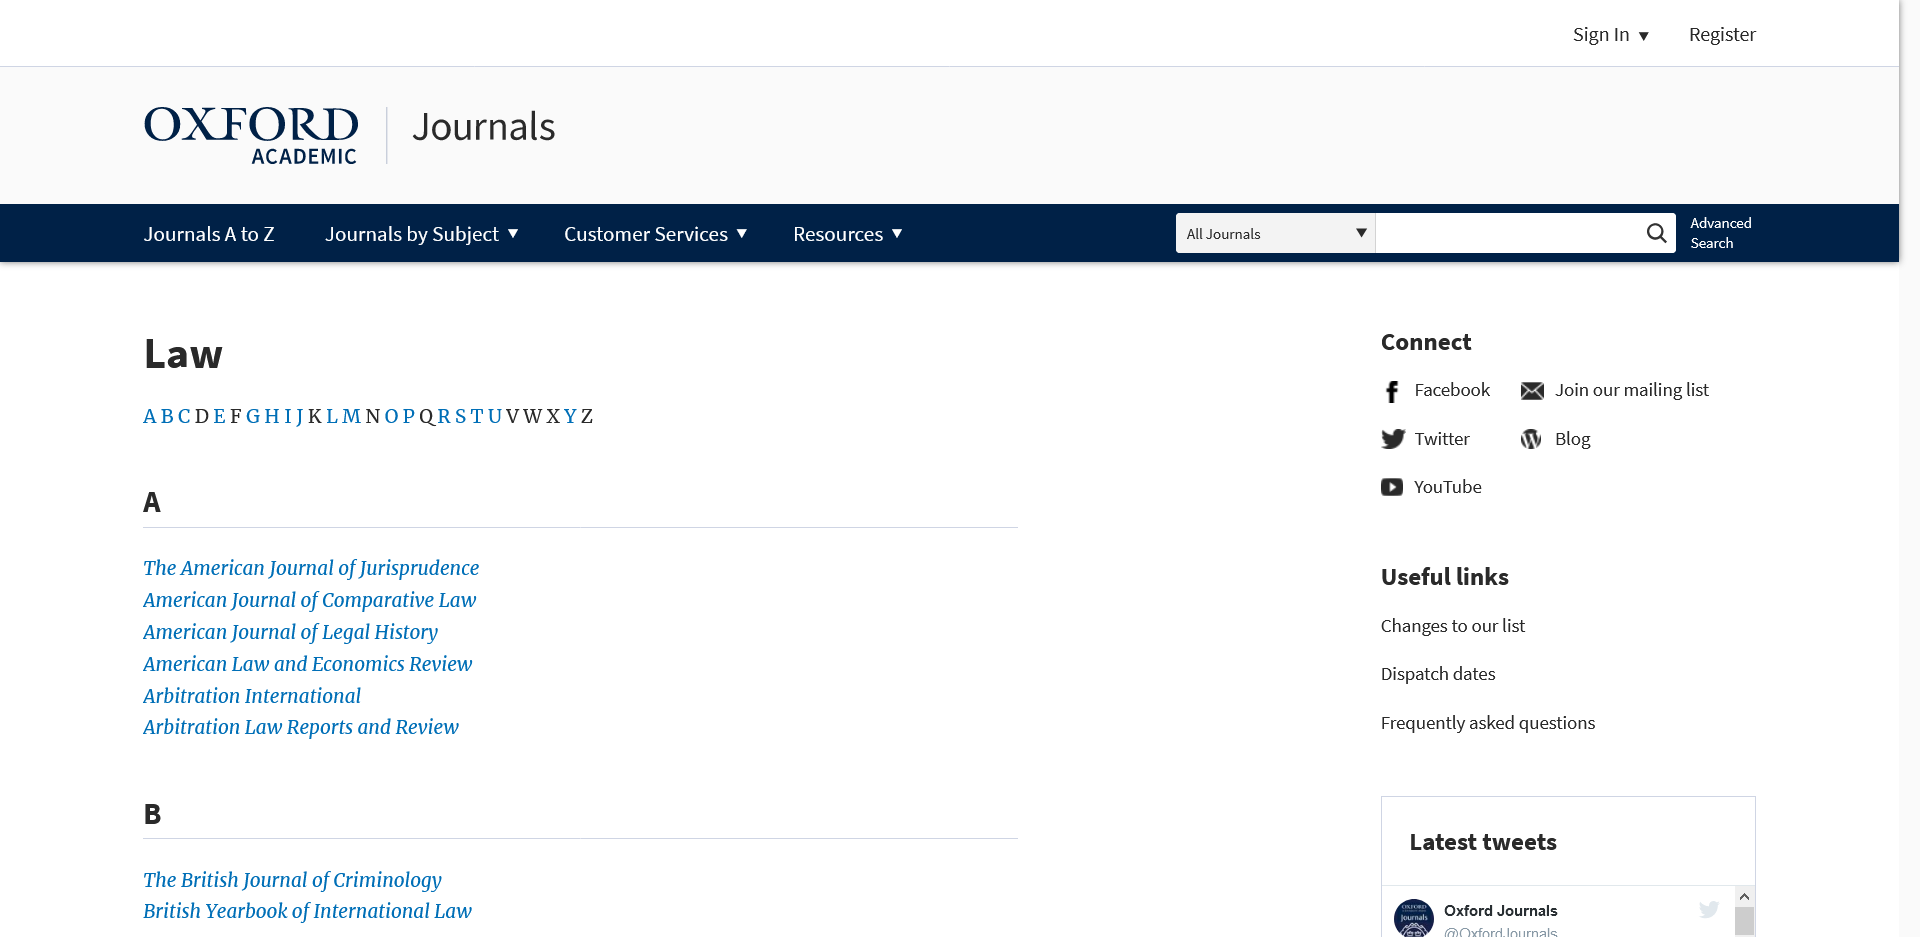 Sign In ▼ Register
OXFORD
ACADEMIC
Journals
Journals A to Z Journals by Subject ▼ Customer Services ▼ Resources ▼
All Journals ▼
Advanced
Search
Law
A B C D E F G H I J K L M N O P Q R S T U V W X Y Z
A
The American Journal of Jurisprudence
American Journal of Comparative Law
American Journal of Legal History
American Law and Economics Review
Arbitration International
Arbitration Law Reports and Review
B
The British Journal of Criminology
British Yearbook of International Law
Connect
Facebook Join our mailing list
Twitter Blog
YouTube
Useful links
Changes to our list
Dispatch dates
Frequently asked questions
Latest tweets
OXFORD
Journals
Oxford Journals
@OxfordJournals